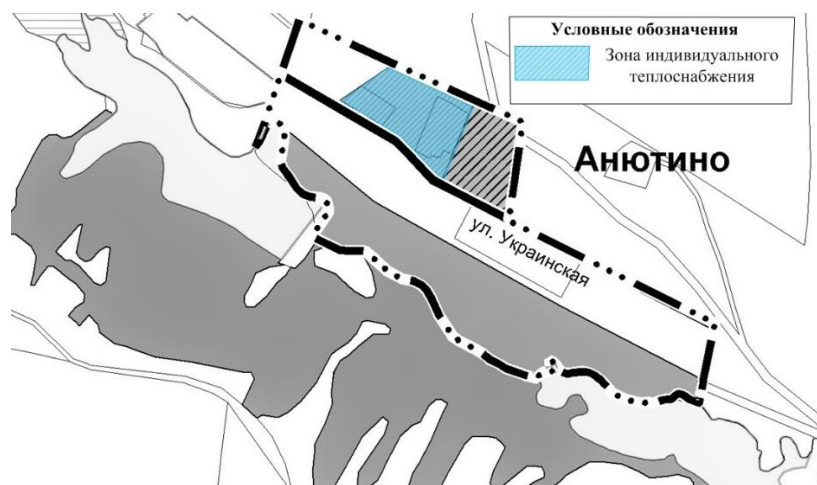 Условные обозначения
Зона индивидуального
теплоснабжения
Анютино
ул. Украинская